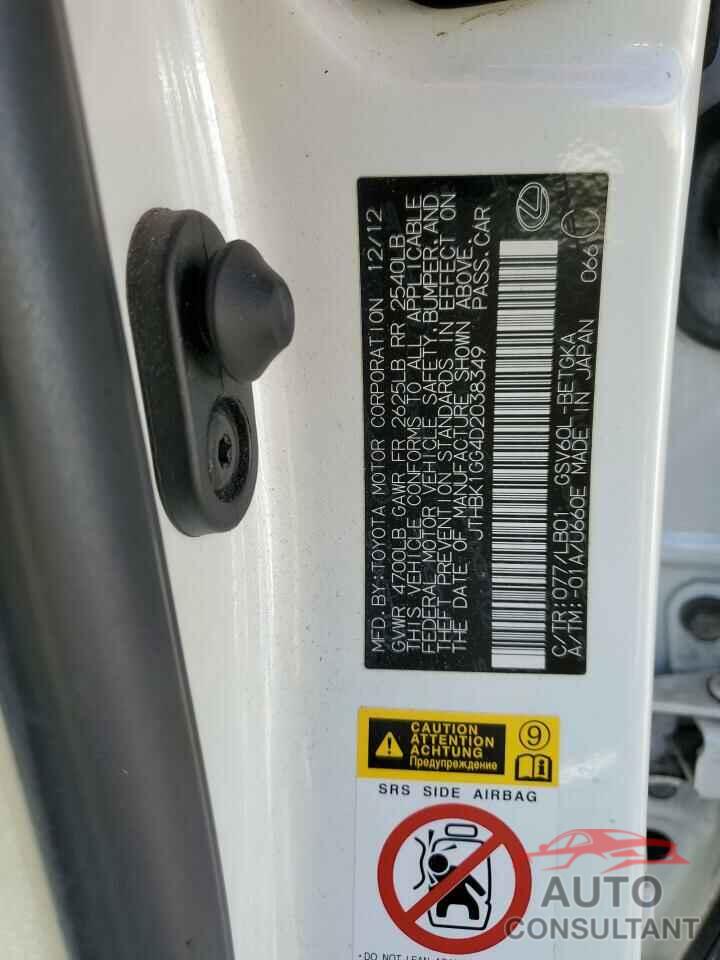 MFD. BY: TOYOTA MOTOR CORPORATION 12/12
GVWR 4700LB GAWR FR 2625LB RR 2540LB
THIS VEHICLE CONFORMS TO ALL APPLICABLE
FEDERAL MOTOR VEHICLE SAFETY, BUMPER, AND
THEFT PREVENTION STANDARDS IN EFFECT ON
THE DATE OF MANUFACTURE SHOWN ABOVE.
JTHBK1GG4D2038349 PASS. CAR
C/TR: 077/LB01 GSV60L-BETGKA
A/TM: -01A/U660E MADE IN JAPAN 066
CAUTION
ATTENTION
ACHTUNG
Предупреждение
9
SRS SIDE AIRBAG
AUTO
CONSULTANT